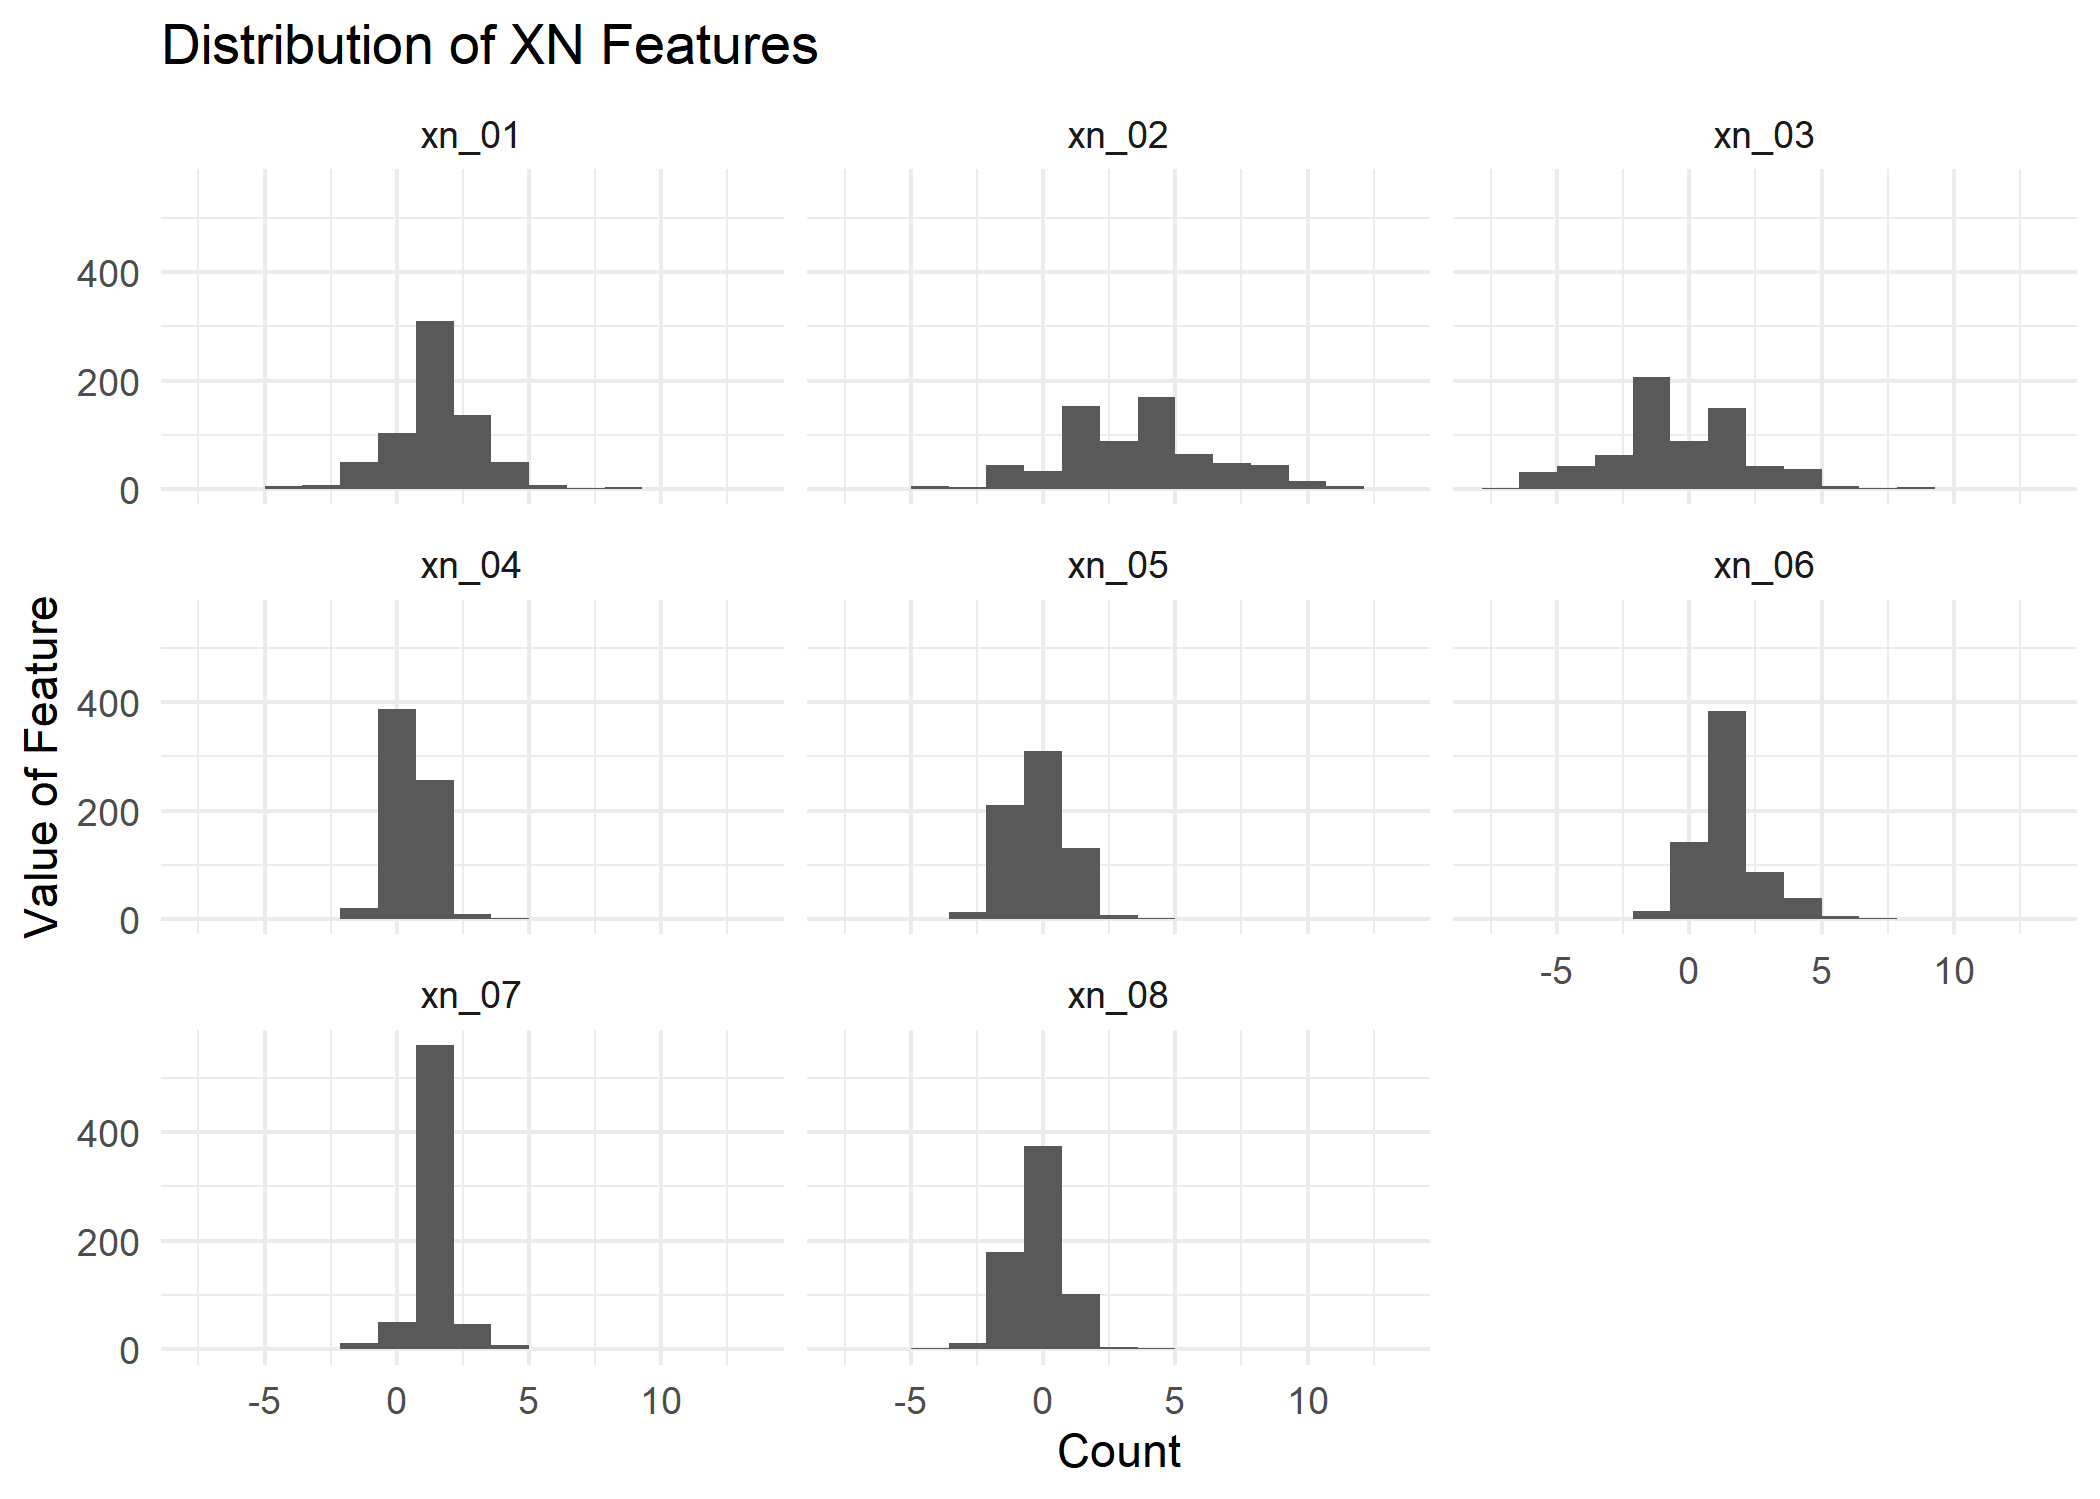 Distribution of XN Features
xn_01 xn_02 xn_03
400
200
0
xn_04 xn_05 xn_06
Value of Feature
400
200
0
-5 0 5 10
xn_07 xn_08
400
200
0
-5 0 5 10 -5 0 5 10
Count